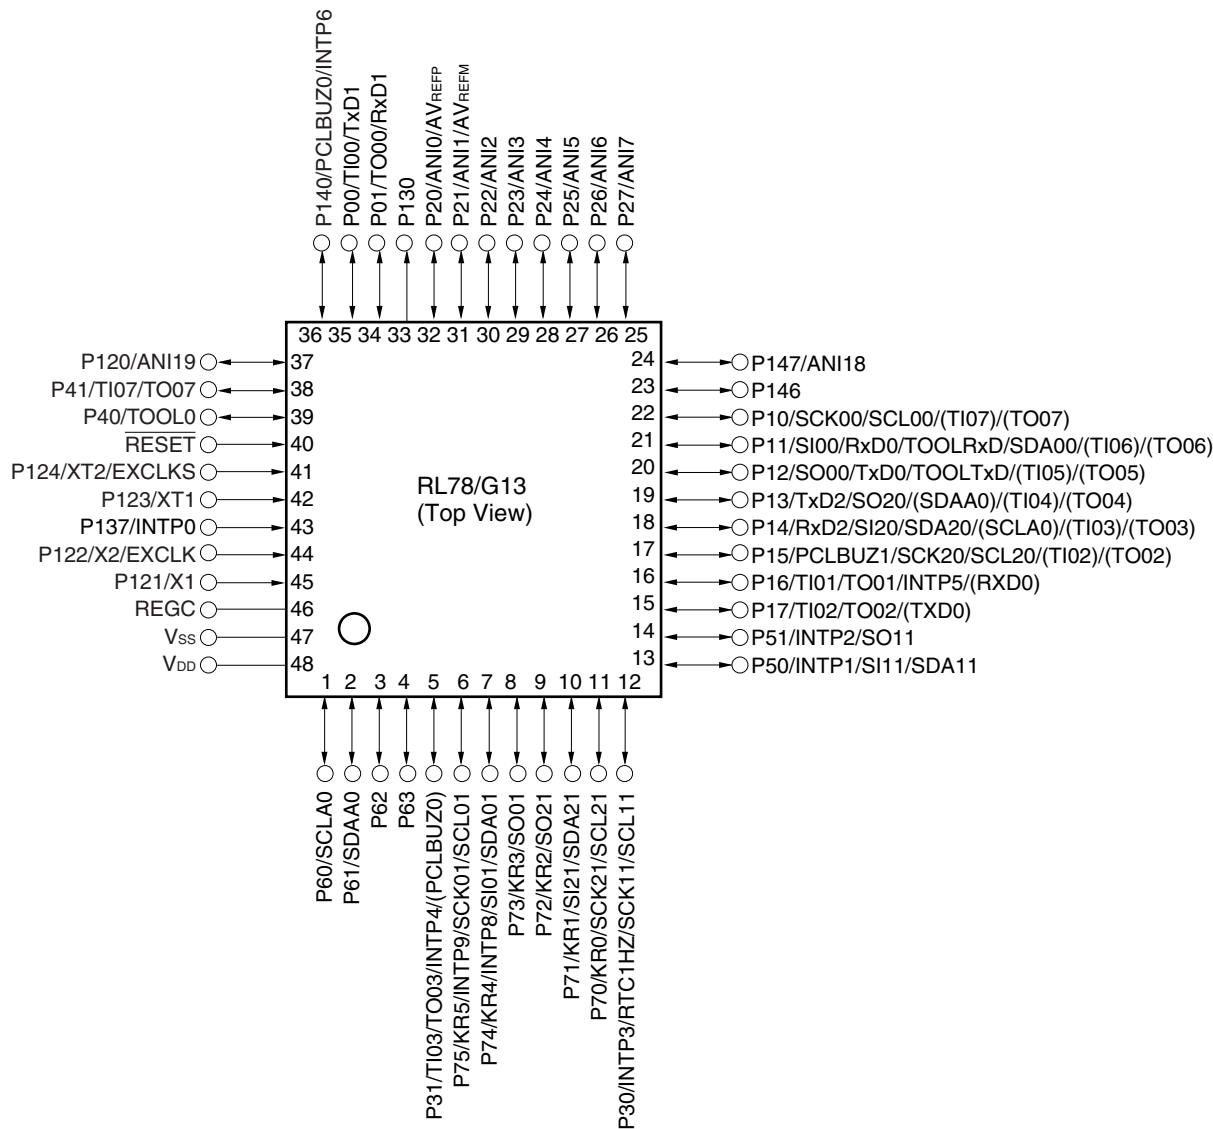 P140/PCLBUZ0/INTP6
P00/TI00/TxD1
P01/TO00/RxD1
P130
P20/ANI0/AVREFP
P21/ANI1/AVREFM
P22/ANI2
P23/ANI3
P24/ANI4
P25/ANI5
P26/ANI6
P27/ANI7
36 35 34 33 32 31 30 29 28 27 26 25
P120/ANI19 37
P41/TI07/TO07 38
P40/TOOL0 39
RESET 40
P124/XT2/EXCLKS 41
P123/XT1 42
P137/INTP0 43
P122/X2/EXCLK 44
P121/X1 45
REGC 46
VSS 47
VDD 48
RL78/G13
(Top View)
24 P147/ANI18
23 P146
22 P10/SCK00/SCL00/(TI07)/(TO07)
21 P11/SI00/RxD0/TOOLRxD/SDA00/(TI06)/(TO06)
20 P12/SO00/TxD0/TOOLTxD/(TI05)/(TO05)
19 P13/TxD2/SO20/(SDAA0)/(TI04)/(TO04)
18 P14/RxD2/SI20/SDA20/(SCLA0)/(TI03)/(TO03)
17 P15/PCLBUZ1/SCK20/SCL20/(TI02)/(TO02)
16 P16/TI01/TO01/INTP5/(RXD0)
15 P17/TI02/TO02/(TXD0)
14 P51/INTP2/SO11
13 P50/INTP1/SI11/SDA11
1 2 3 4 5 6 7 8 9 10 11 12
P60/SCLA0
P61/SDAA0
P62
P63
P31/TI03/TO03/INTP4/(PCLBUZ0)
P75/KR5/INTP9/SCK01/SCL01
P74/KR4/INTP8/SI01/SDA01
P73/KR3/SO01
P72/KR2/SO21
P71/KR1/SI21/SDA21
P70/KR0/SCK21/SCL21
P30/INTP3/RTC1HZ/SCK11/SCL11